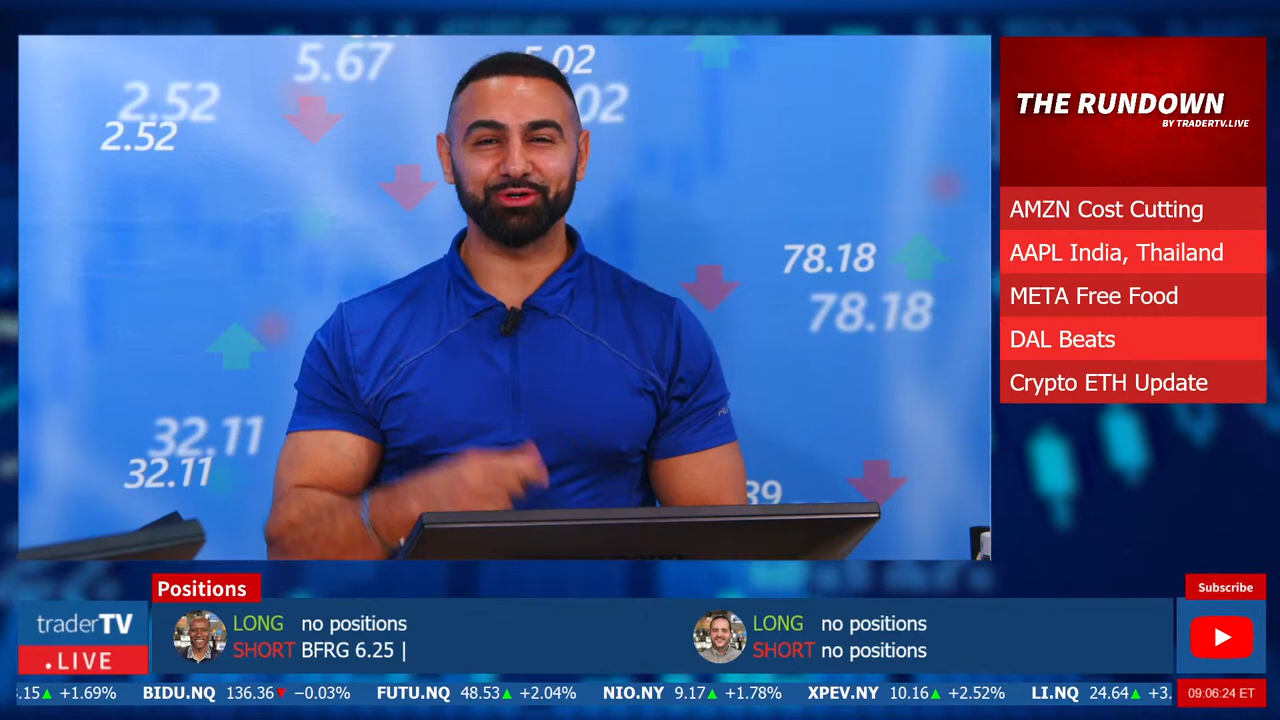 5.67
5.02
2.52
2.52
78.18
78.18
32.11
32.11
THE RUNDOWN
BY TRADERTV.LIVE
AMZN Cost Cutting
AAPL India, Thailand
META Free Food
DAL Beats
Crypto ETH Update
Positions
LONG no positions
SHORT BFRG 6.25 |
LONG no positions
SHORT no positions
traderTV
.LIVE
Subscribe
.15▲ +1.69% BIDU.NQ 136.36▼ −0.03% FUTU.NQ 48.53▲ +2.04% NIO.NY 9.17▲ +1.78% XPEV.NY 10.16▲ +2.52% LI.NQ 24.64▲ +3.
09:06:24 ET